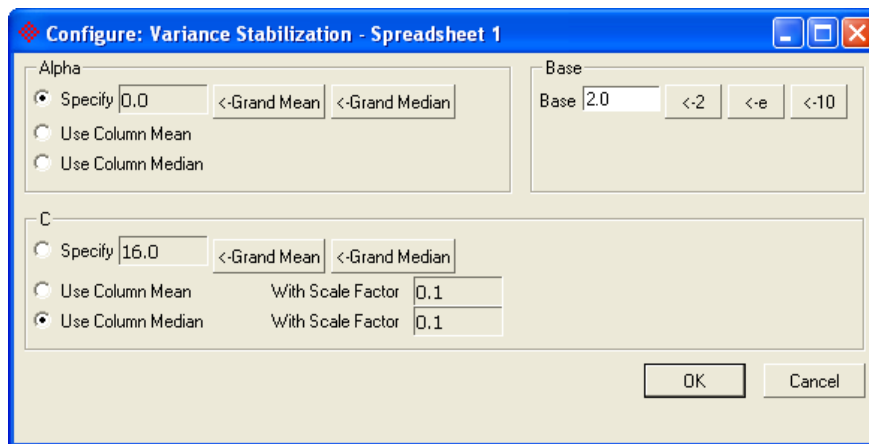 Configure: Variance Stabilization - Spreadsheet 1
Alpha
Specify 0.0 <-Grand Mean <-Grand Median
Use Column Mean
Use Column Median
Base
Base 2.0 <-2 <-e <-10
C
Specify 16.0 <-Grand Mean <-Grand Median
Use Column Mean With Scale Factor 0.1
Use Column Median With Scale Factor 0.1
OK Cancel